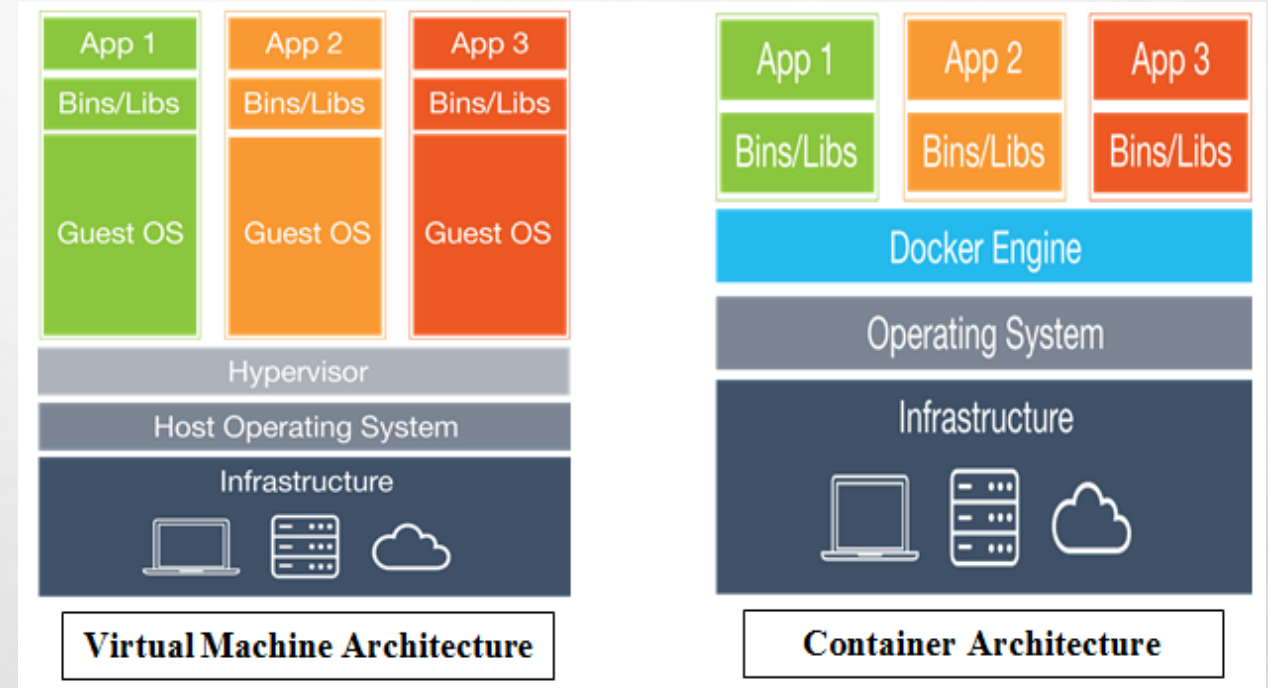 App 1
App 2
App 3
Bins/Libs
Bins/Libs
Bins/Libs
Guest OS
Guest OS
Guest OS
Hypervisor
Host Operating System
Infrastructure
Virtual Machine Architecture
App 1
App 2
App 3
Bins/Libs
Bins/Libs
Bins/Libs
Docker Engine
Operating System
Infrastructure
Container Architecture